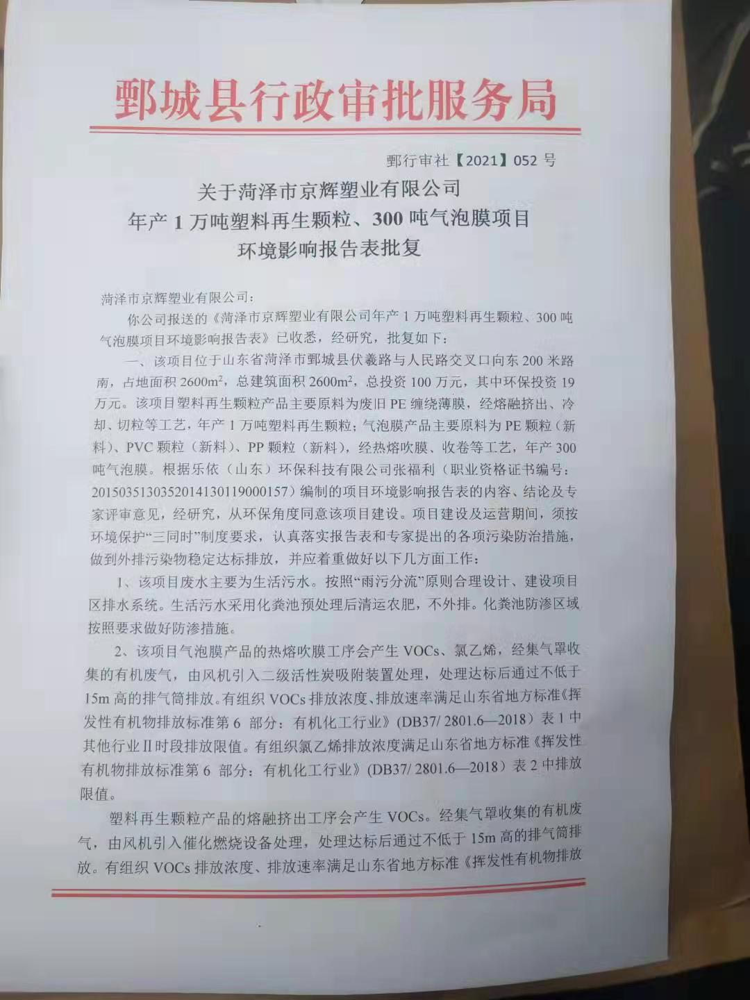 鄄城县行政审批服务局
鄄行审社【2021】052 号
关于菏泽市京辉塑业有限公司
年产 1 万吨塑料再生颗粒、300 吨气泡膜项目
环境影响报告表批复
菏泽市京辉塑业有限公司：
你公司报送的《菏泽市京辉塑业有限公司年产 1 万吨塑料再生颗粒、300 吨
气泡膜项目环境影响报告表》已收悉，经研究，批复如下：
一、该项目位于山东省菏泽市鄄城县伏羲路与人民路交叉口向东 200 米路
南，占地面积 2600m²，总建筑面积 2600m²，总投资 100 万元，其中环保投资 19
万元。该项目塑料再生颗粒产品主要原料为废旧 PE 缠绕薄膜，经熔融挤出、冷
却、切粒等工艺，年产 1 万吨塑料再生颗粒；气泡膜产品主要原料为 PE 颗粒（新
料）、PVC 颗粒（新料）、PP 颗粒（新料），经热熔吹膜、收卷等工艺，年产 300
吨气泡膜。根据乐依（山东）环保科技有限公司张福利（职业资格证书编号：
2015035130352014130119000157）编制的项目环境影响报告表的内容、结论及专
家评审意见，经研究，从环保角度同意该项目建设。项目建设及运营期间，须按
环境保护“三同时”制度要求，认真落实报告表和专家提出的各项污染防治措施，
做到外排污染物稳定达标排放，并应着重做好以下几方面工作：
1、该项目废水主要为生活污水。按照“雨污分流”原则合理设计、建设项目
区排水系统。生活污水采用化粪池预处理后清运农肥，不外排。化粪池防渗区域
按照要求做好防渗措施。
2、该项目气泡膜产品的热熔吹膜工序会产生 VOCs、氯乙烯，经集气罩收
集的有机废气，由风机引入二级活性炭吸附装置处理，处理达标后通过不低于
15m 高的排气筒排放。有组织 VOCs 排放浓度、排放速率满足山东省地方标准《挥
发性有机物排放标准第 6 部分：有机化工行业》(DB37/ 2801.6—2018）表 1 中
其他行业Ⅱ时段排放限值。有组织氯乙烯排放浓度满足山东省地方标准《挥发性
有机物排放标准第 6 部分：有机化工行业》(DB37/ 2801.6—2018）表 2 中排放
限值。
塑料再生颗粒产品的熔融挤出工序会产生 VOCs。经集气罩收集的有机废
气，由风机引入催化燃烧设备处理，处理达标后通过不低于 15m 高的排气筒排
放。有组织 VOCs 排放浓度、排放速率满足山东省地方标准《挥发性有机物排放